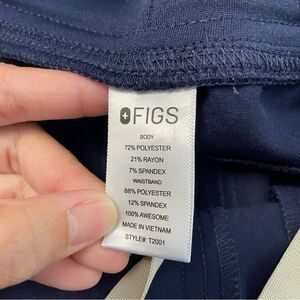 FIGS
BODY
72% POLYESTER
21% RAYON
7% SPANDEX
WAISTBAND
88% POLYESTER
12% SPANDEX
100% AWESOME
MADE IN VIETNAM
STYLE#: T2001